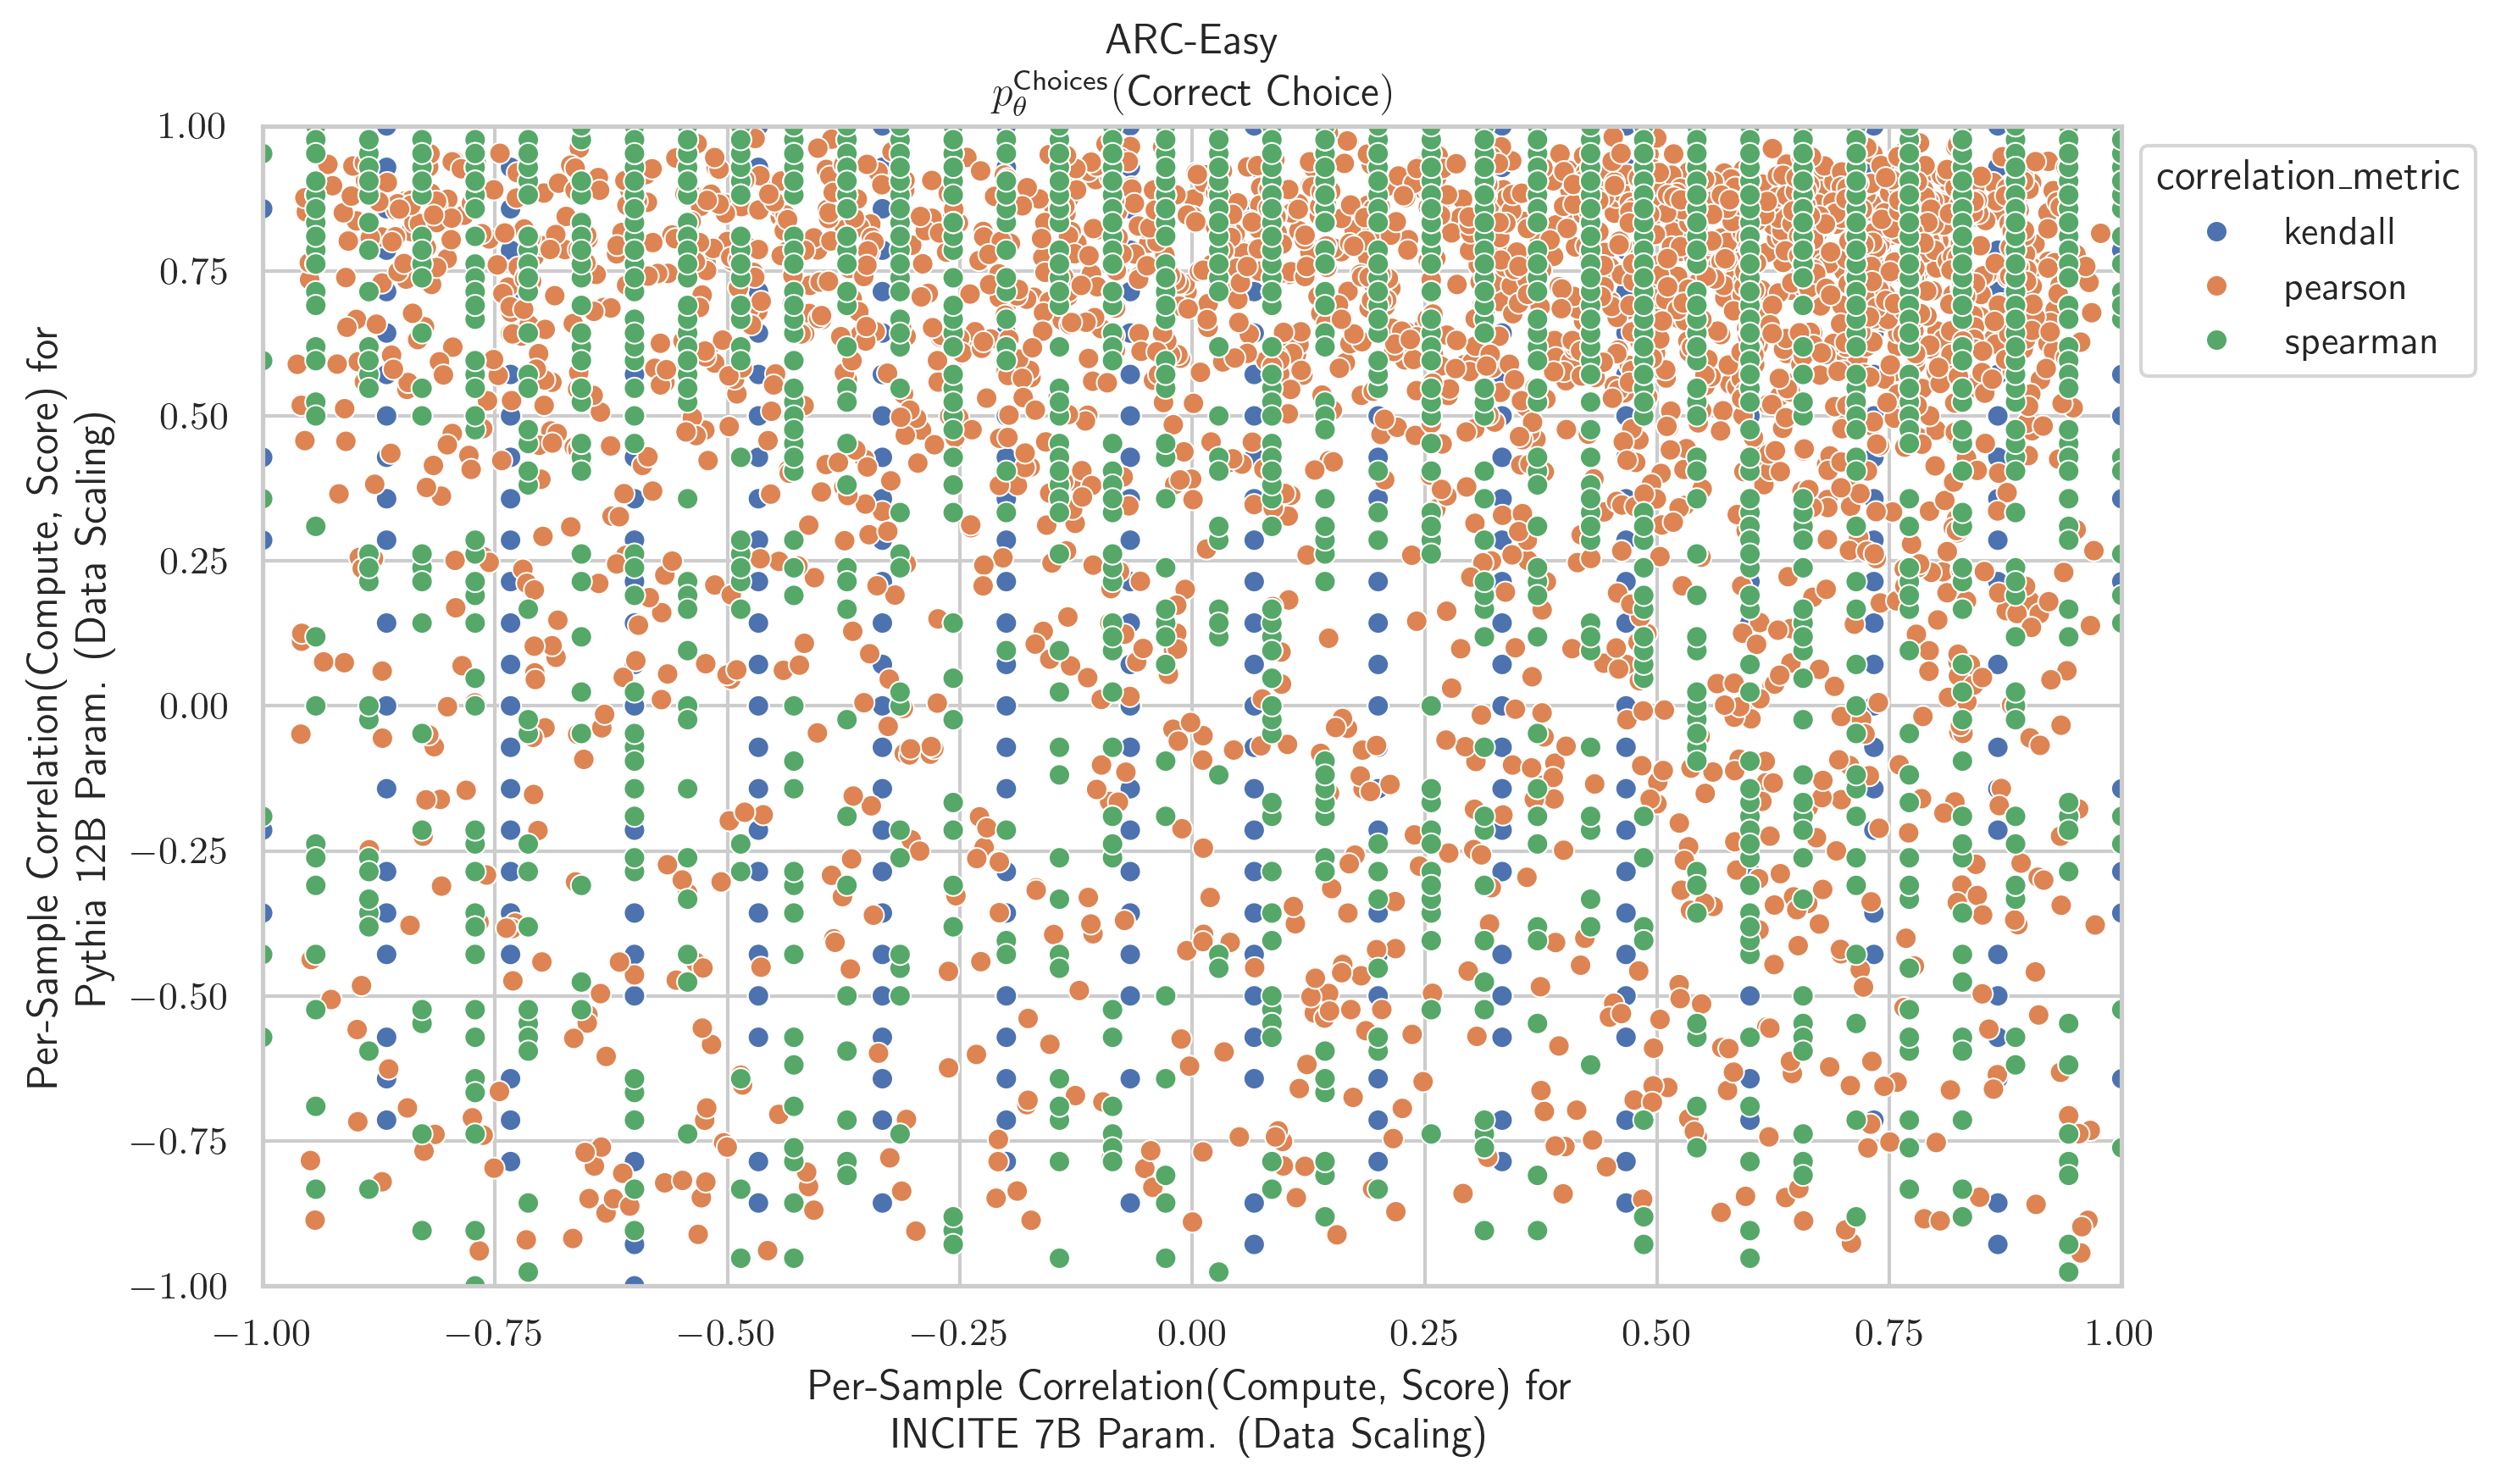 ARC-Easy
p_θ^Choices(Correct Choice)
1.00
0.75
0.50
0.25
0.00
−0.25
−0.50
−0.75
−1.00
Per-Sample Correlation(Compute, Score) for
Pythia 12B Param. (Data Scaling)
−1.00 −0.75 −0.50 −0.25 0.00 0.25 0.50 0.75 1.00
Per-Sample Correlation(Compute, Score) for
INCITE 7B Param. (Data Scaling)
correlation_metric
kendall
pearson
spearman